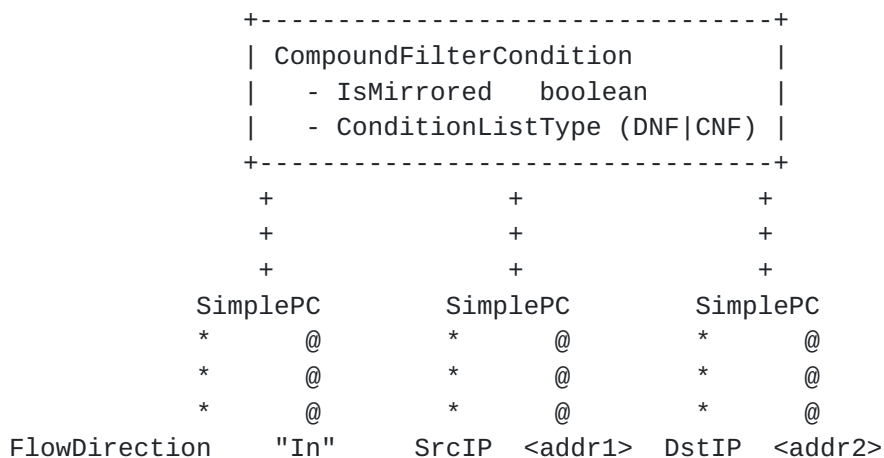 +---------------------------------+
| CompoundFilterCondition         |
|   - IsMirrored   boolean        |
|   - ConditionListType (DNF|CNF) |
+---------------------------------+
+               +               +
+               +               +
+               +               +
SimplePC        SimplePC        SimplePC
*      @        *      @        *      @
*      @        *      @        *      @
*      @        *      @        *      @
FlowDirection    "In"     SrcIP  <addr1>  DstIP  <addr2>